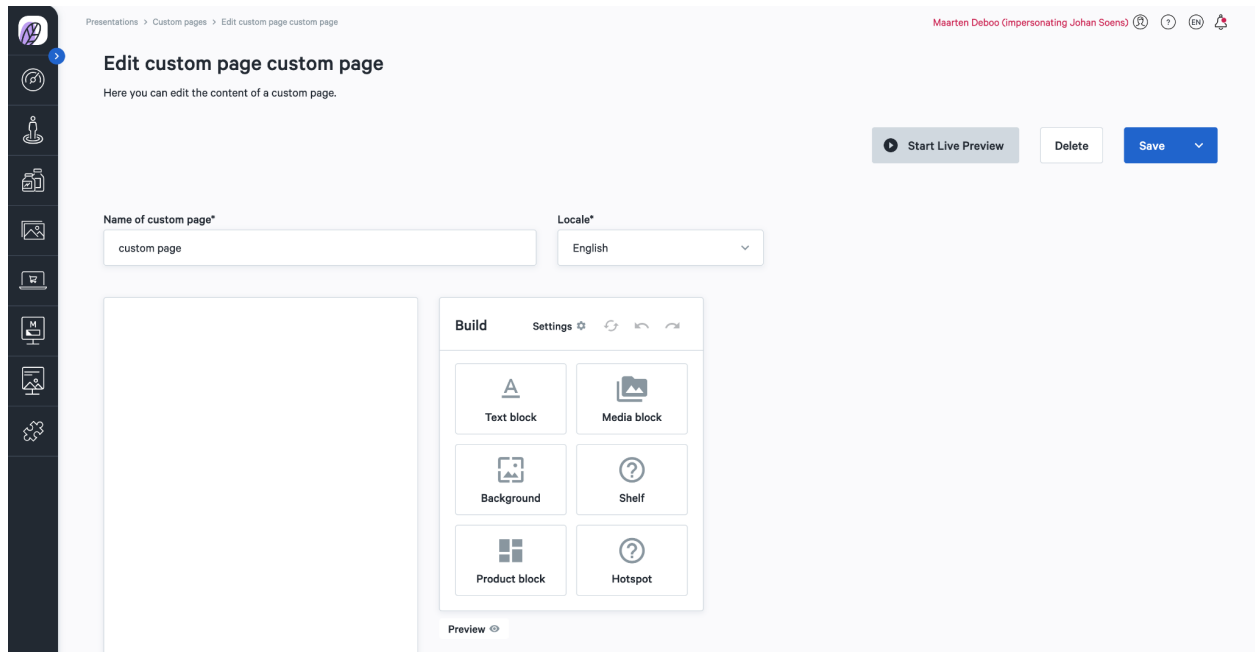 Presentations > Custom pages > Edit custom page custom page
Maarten Deboo (impersonating Johan Soens)
?
EN
Edit custom page custom page
Here you can edit the content of a custom page.
Start Live Preview
Delete
Save
Name of custom page*
Locale*
custom page
English
Build
Settings
A
Text block
Media block
Background
?
Shelf
Product block
?
Hotspot
Preview
M